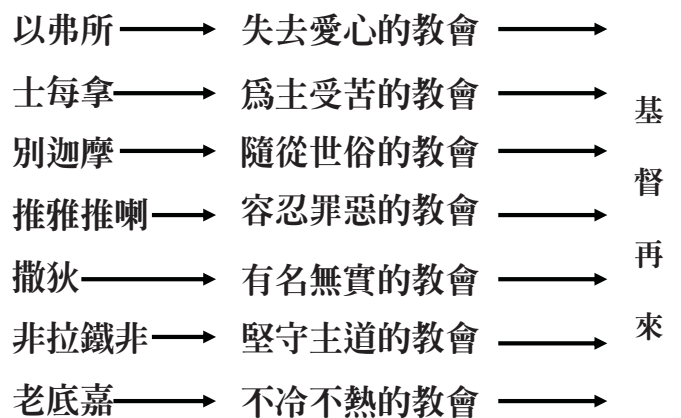 以弗所 失去愛心的教會
士每拿 爲主受苦的教會
別迦摩 隨從世俗的教會
推雅推喇 容忍罪惡的教會
撒狄 有名無實的教會
非拉鐵非 堅守主道的教會
老底嘉 不冷不熱的教會
基督再來